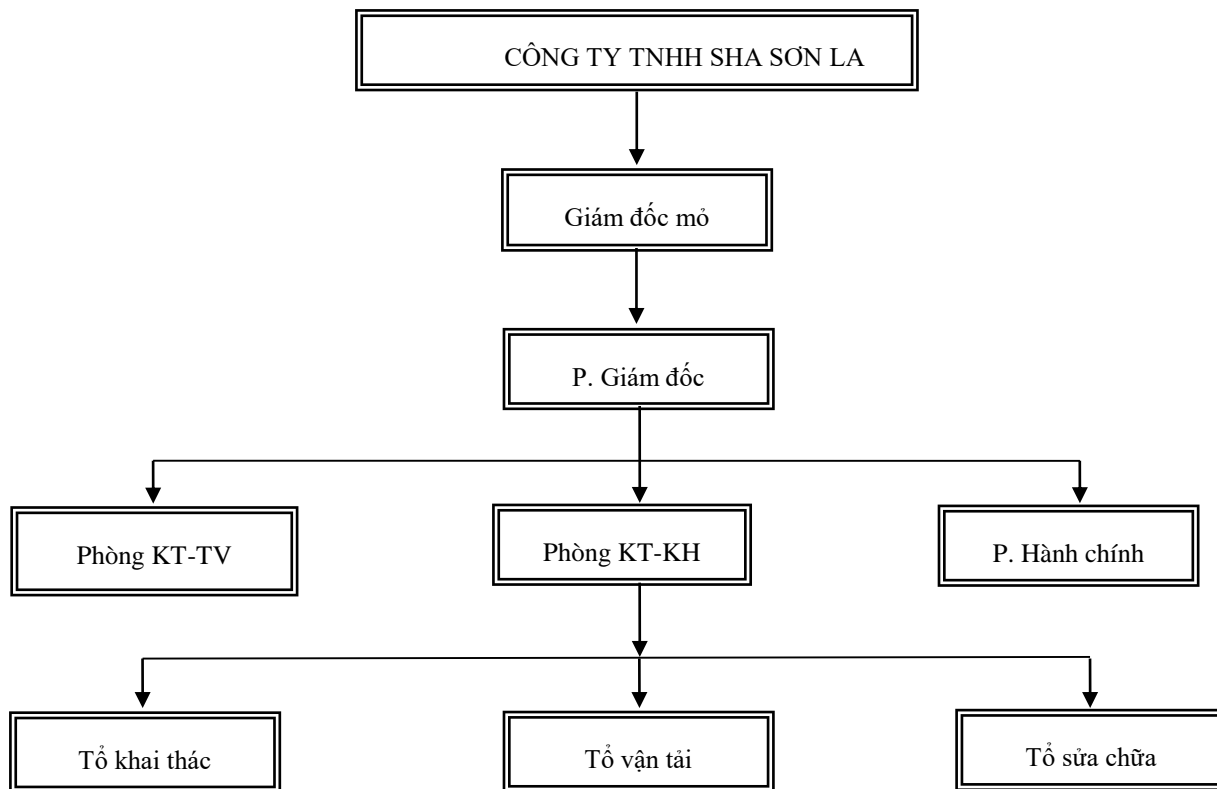 CÔNG TY TNHH SHA SƠN LA
Giám đốc mỏ
P. Giám đốc
Phòng KT-TV
Phòng KT-KH
P. Hành chính
Tổ khai thác
Tổ vận tải
Tổ sửa chữa